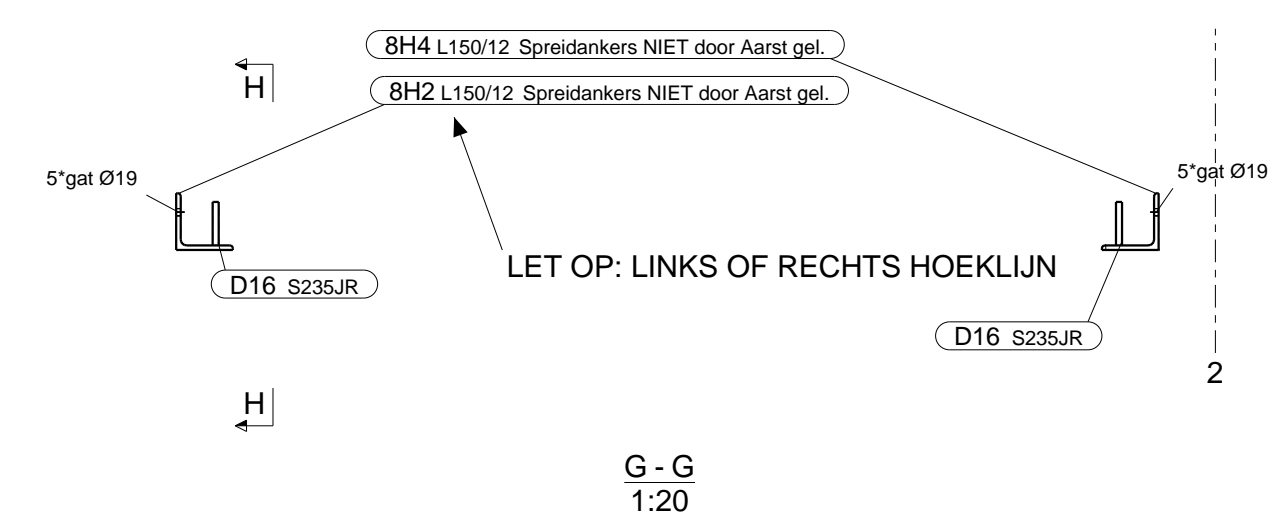 8H4 L150/12 Spreidankers NIET door Aarst gel.
H
8H2 L150/12 Spreidankers NIET door Aarst gel.
5*gat Ø19
5*gat Ø19
LET OP: LINKS OF RECHTS HOEKLIJN
D16 S235JR
D16 S235JR
2
H
G - G
1:20